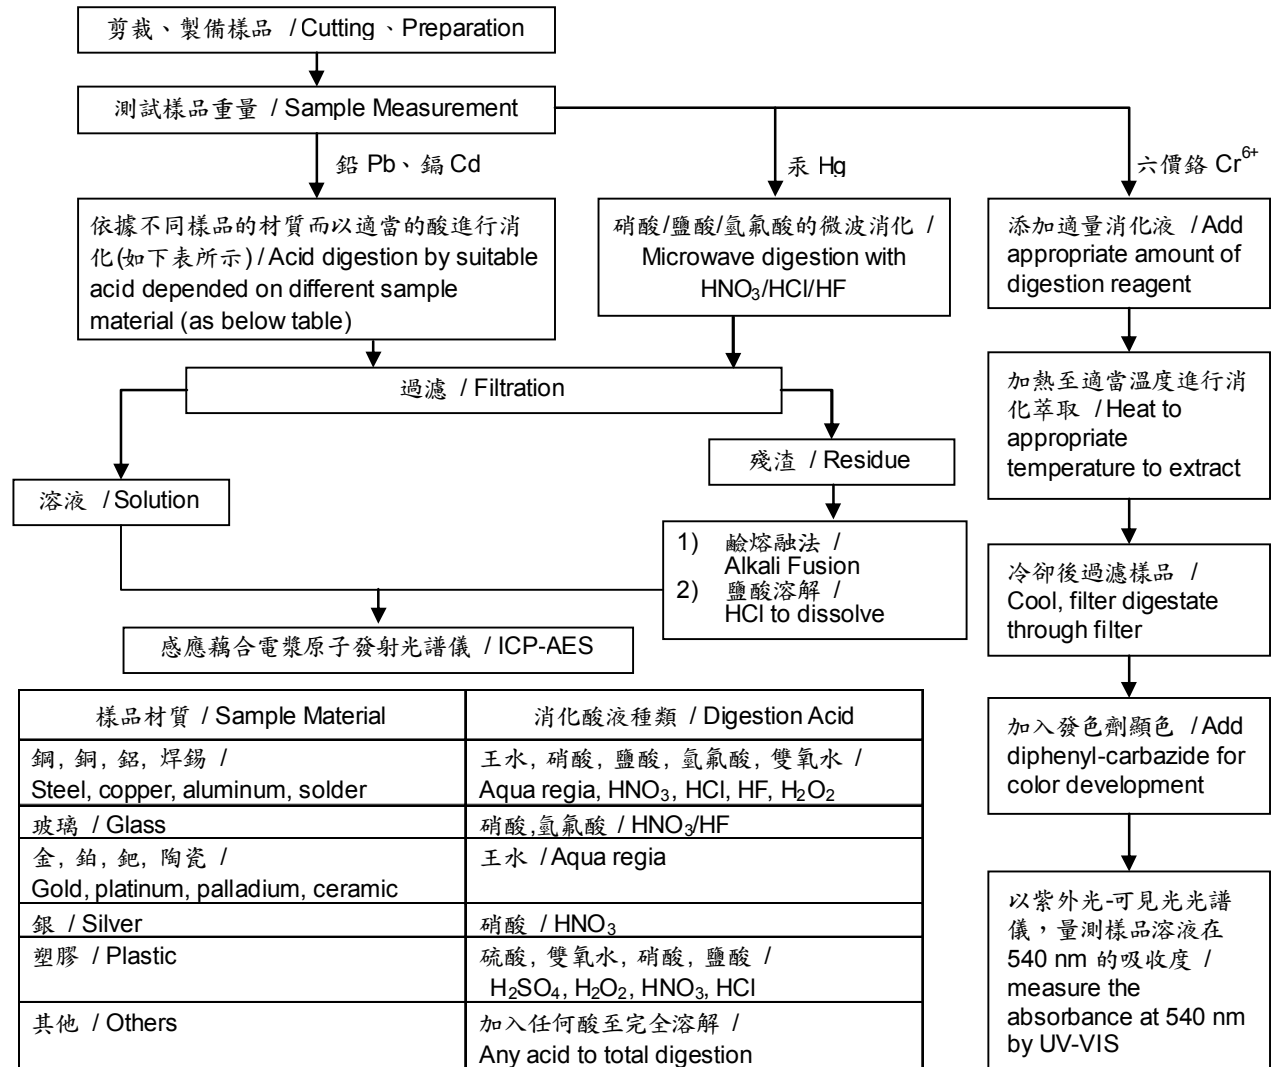 剪裁、製備樣品 / Cutting、Preparation
測試樣品重量 / Sample Measurement
鉛 Pb、鎘 Cd
汞 Hg
六價鉻 Cr⁶⁺
依據不同樣品的材質而以適當的酸進行消
化(如下表所示) / Acid digestion by suitable
acid depended on different sample
material (as below table)
硝酸/鹽酸/氫氟酸的微波消化 /
Microwave digestion with
HNO₃/HCl/HF
添加適量消化液 / Add
appropriate amount of
digestion reagent
過濾 / Filtration
加熱至適當溫度進行消
化萃取 / Heat to
appropriate
temperature to extract
溶液 / Solution
殘渣 / Residue
1) 鹼熔融法 /
Alkali Fusion
2) 鹽酸溶解 /
HCl to dissolve
冷卻後過濾樣品 /
Cool, filter digestate
through filter
感應藕合電漿原子發射光譜儀 / ICP-AES
加入發色劑顯色 / Add
diphenyl-carbazide for
color development
以紫外光-可見光光譜
儀，量測樣品溶液在
540 nm 的吸收度 /
measure the
absorbance at 540 nm
by UV-VIS
樣品材質 / Sample Material
消化酸液種類 / Digestion Acid
鋼, 銅, 鋁, 焊錫 /
Steel, copper, aluminum, solder
王水, 硝酸, 鹽酸, 氫氟酸, 雙氧水 /
Aqua regia, HNO₃, HCl, HF, H₂O₂
玻璃 / Glass
硝酸,氫氟酸 / HNO₃/HF
金, 鉑, 鈀, 陶瓷 /
Gold, platinum, palladium, ceramic
王水 / Aqua regia
銀 / Silver
硝酸 / HNO₃
塑膠 / Plastic
硫酸, 雙氧水, 硝酸, 鹽酸 /
H₂SO₄, H₂O₂, HNO₃, HCl
其他 / Others
加入任何酸至完全溶解 /
Any acid to total digestion